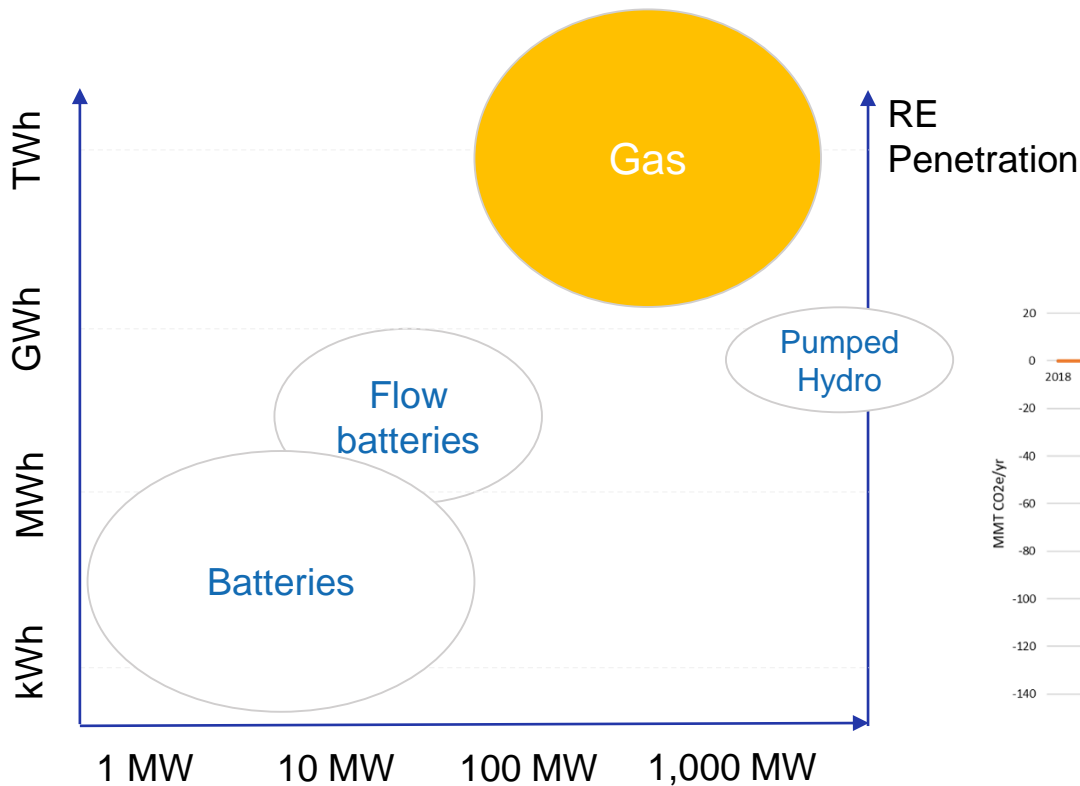 TWh
GWh
MWh
kWh
Gas
Flow
batteries
Batteries
Pumped
Hydro
RE
Penetration
1 MW
10 MW
100 MW
1,000 MW
MMT CO2e/yr
20
0
2018
-20
-40
-60
-80
-100
-120
-140